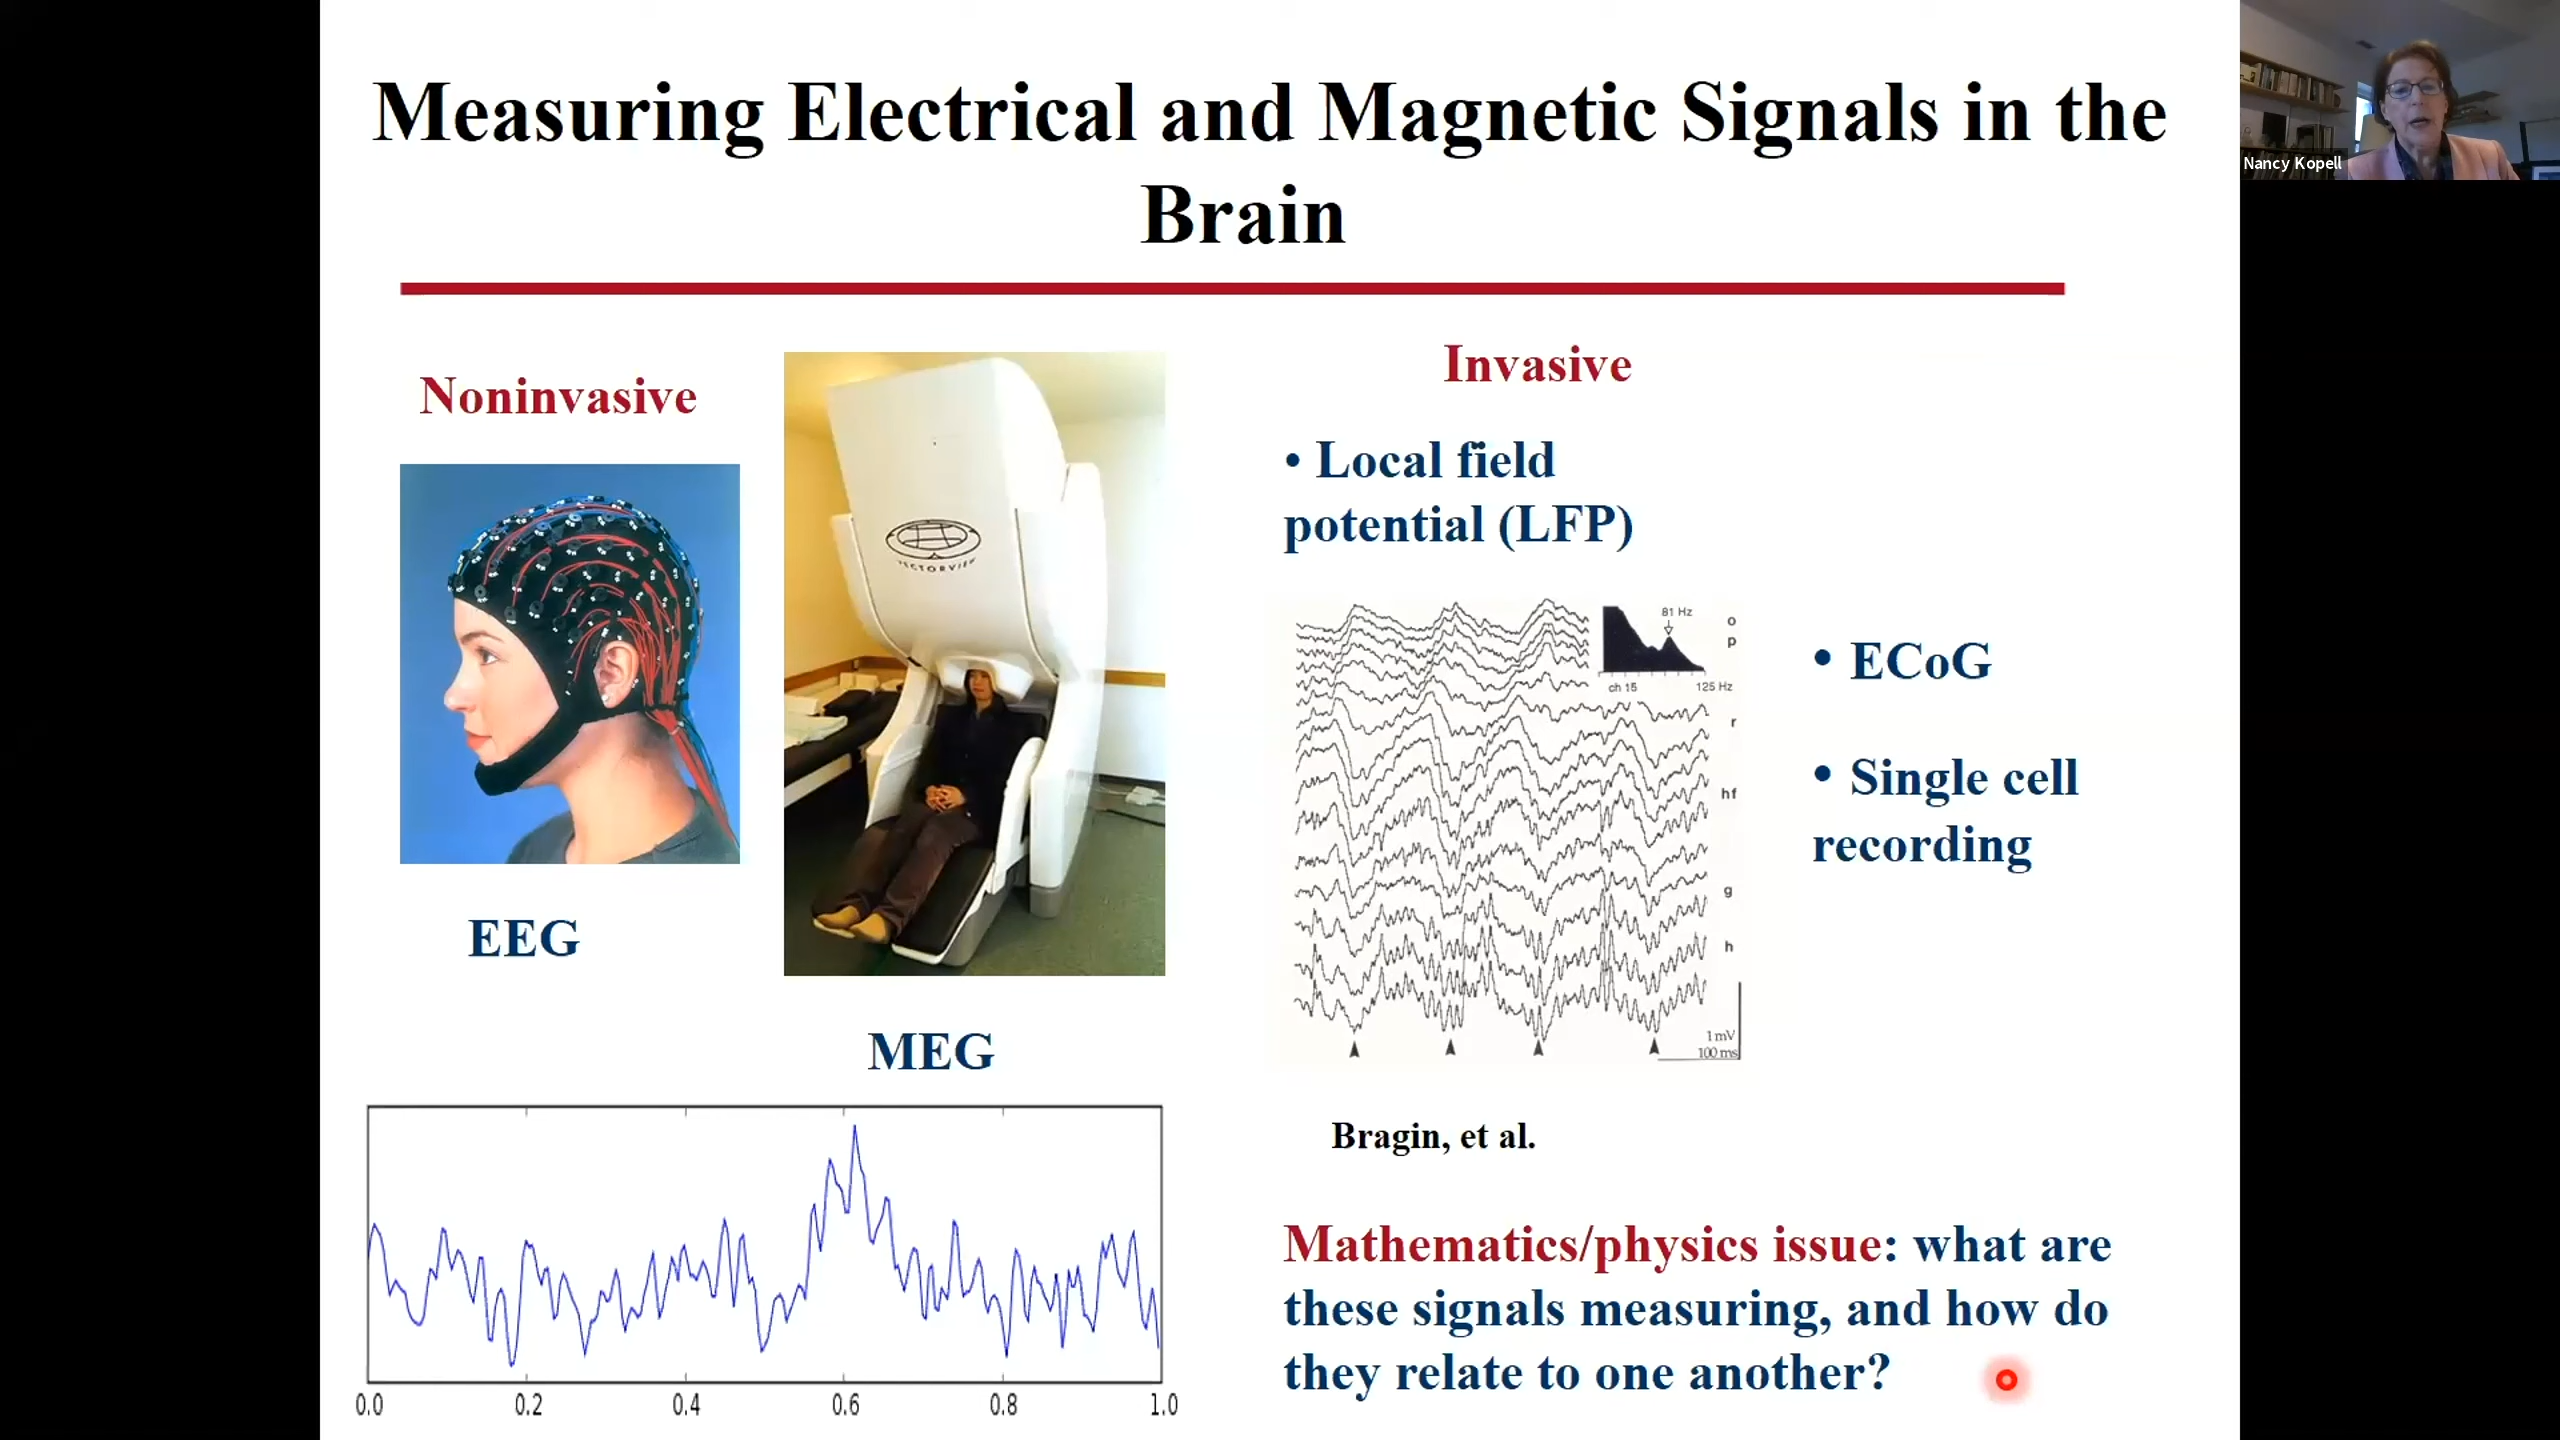 Measuring Electrical and Magnetic Signals in the
Brain
Nancy Kopell
Noninvasive
EEG
VECTORVIEW
MEG
0.0 0.2 0.4 0.6 0.8 1.0
Invasive
• Local field
potential (LFP)
81 Hz
ch 15 125 Hz
o
p
r
hf
g
h
1 mV
100 ms
Bragin, et al.
• ECoG
• Single cell
recording
Mathematics/physics issue: what are
these signals measuring, and how do
they relate to one another?